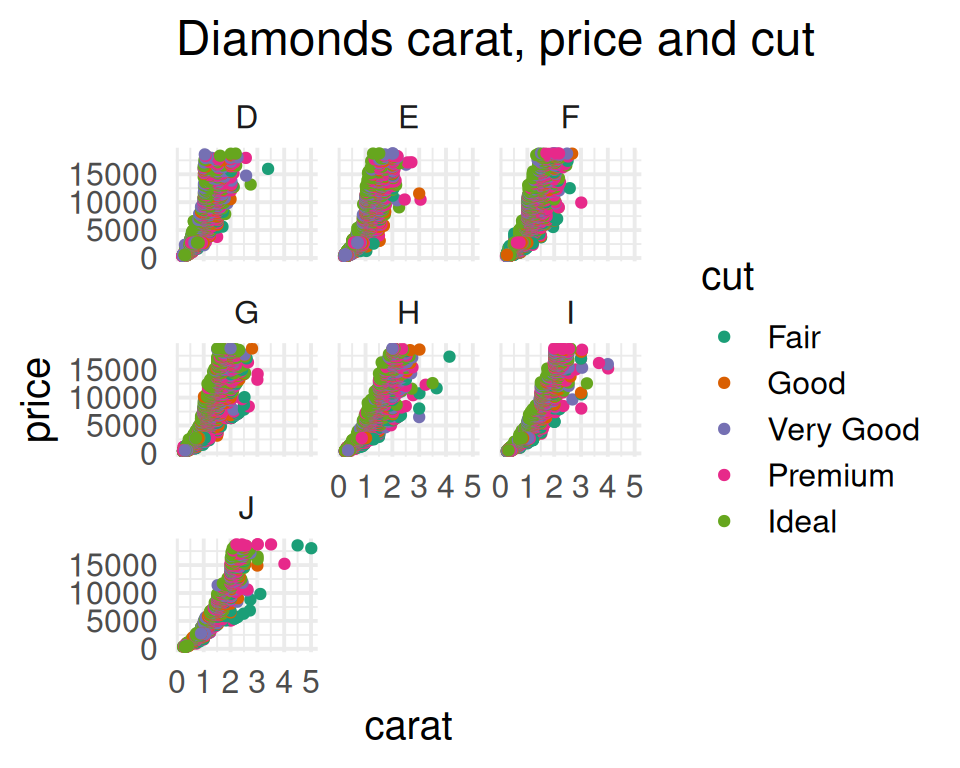 Diamonds carat, price and cut
D E F
15000
10000
5000
0
G H I
15000
10000
5000
0
0 1 2 3 4 5 0 1 2 3 4 5
J
15000
10000
5000
0
0 1 2 3 4 5
carat
price
cut
Fair
Good
Very Good
Premium
Ideal